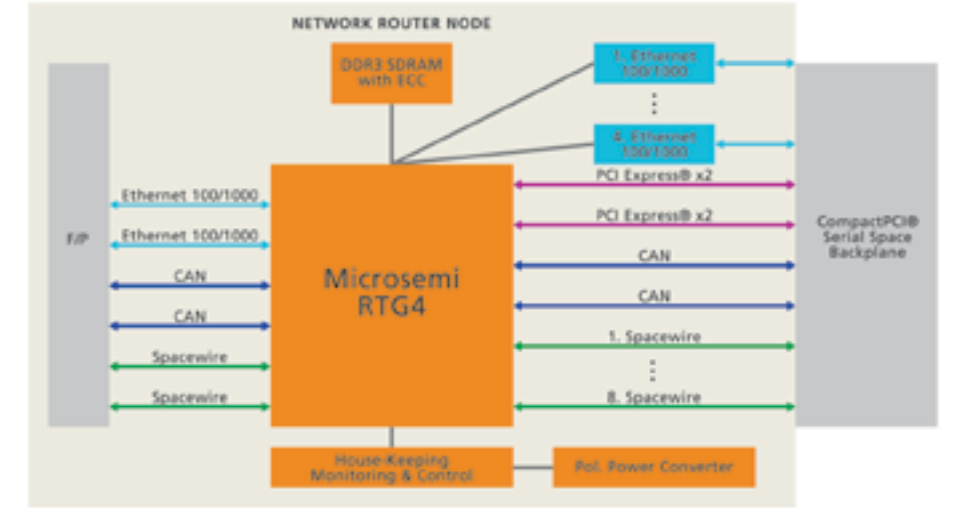 NETWORK ROUTER NODE
DDR3 SDRAM
with ECC
1. Ethernet
100/1000
4. Ethernet
100/1000
PCI Express® x2
PCI Express® x2
CAN
CAN
1. Spacewire
8. Spacewire
CompactPCI®
Serial Space
Backplane
F/P
Ethernet 100/1000
Ethernet 100/1000
CAN
CAN
Spacewire
Spacewire
Microsemi
RTG4
House-Keeping
Monitoring & Control
Pol. Power Converter